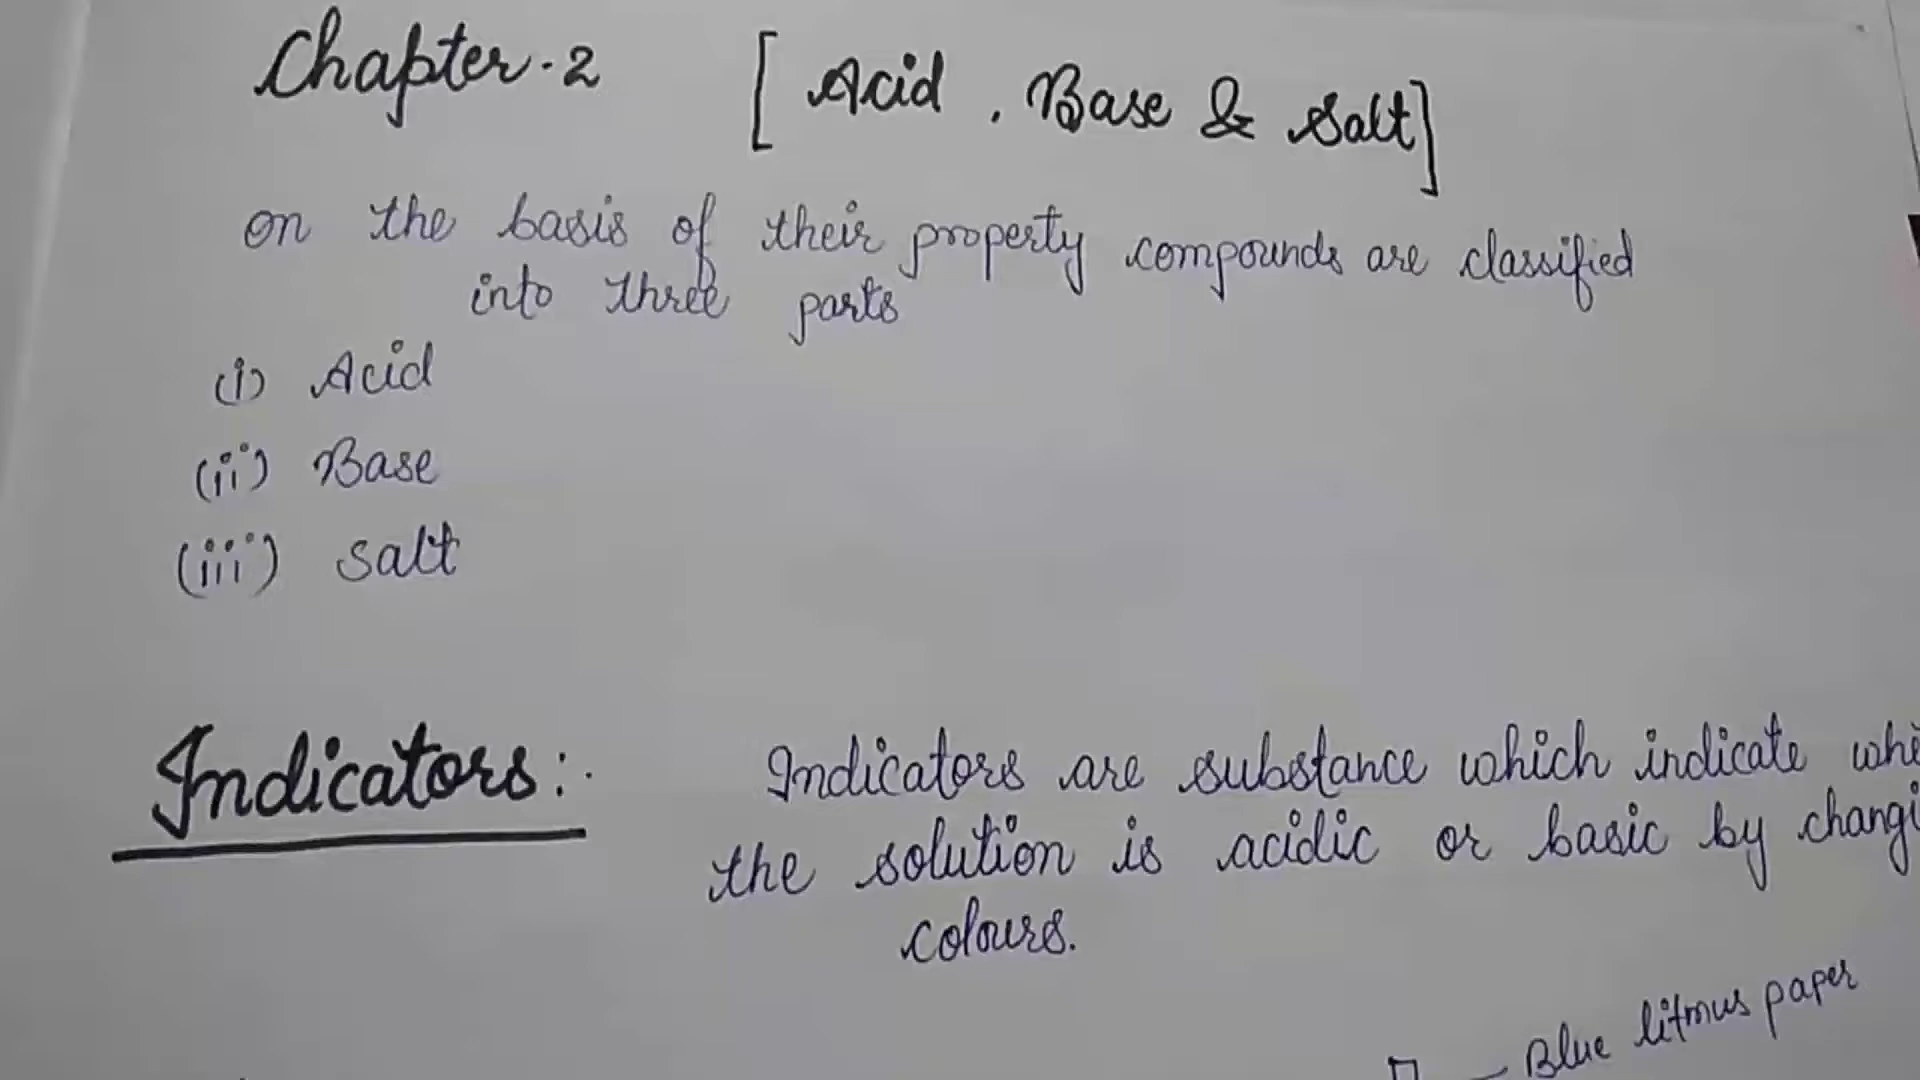 Chapter-2 [Acid, Base & Salt]
on the basis of their property compounds are classified
into three parts
(i) Acid
(ii) Base
(iii) Salt
Indicators:- Indicators are substance which indicate
the solution is acidic or basic by
colours.
Blue litmus paper